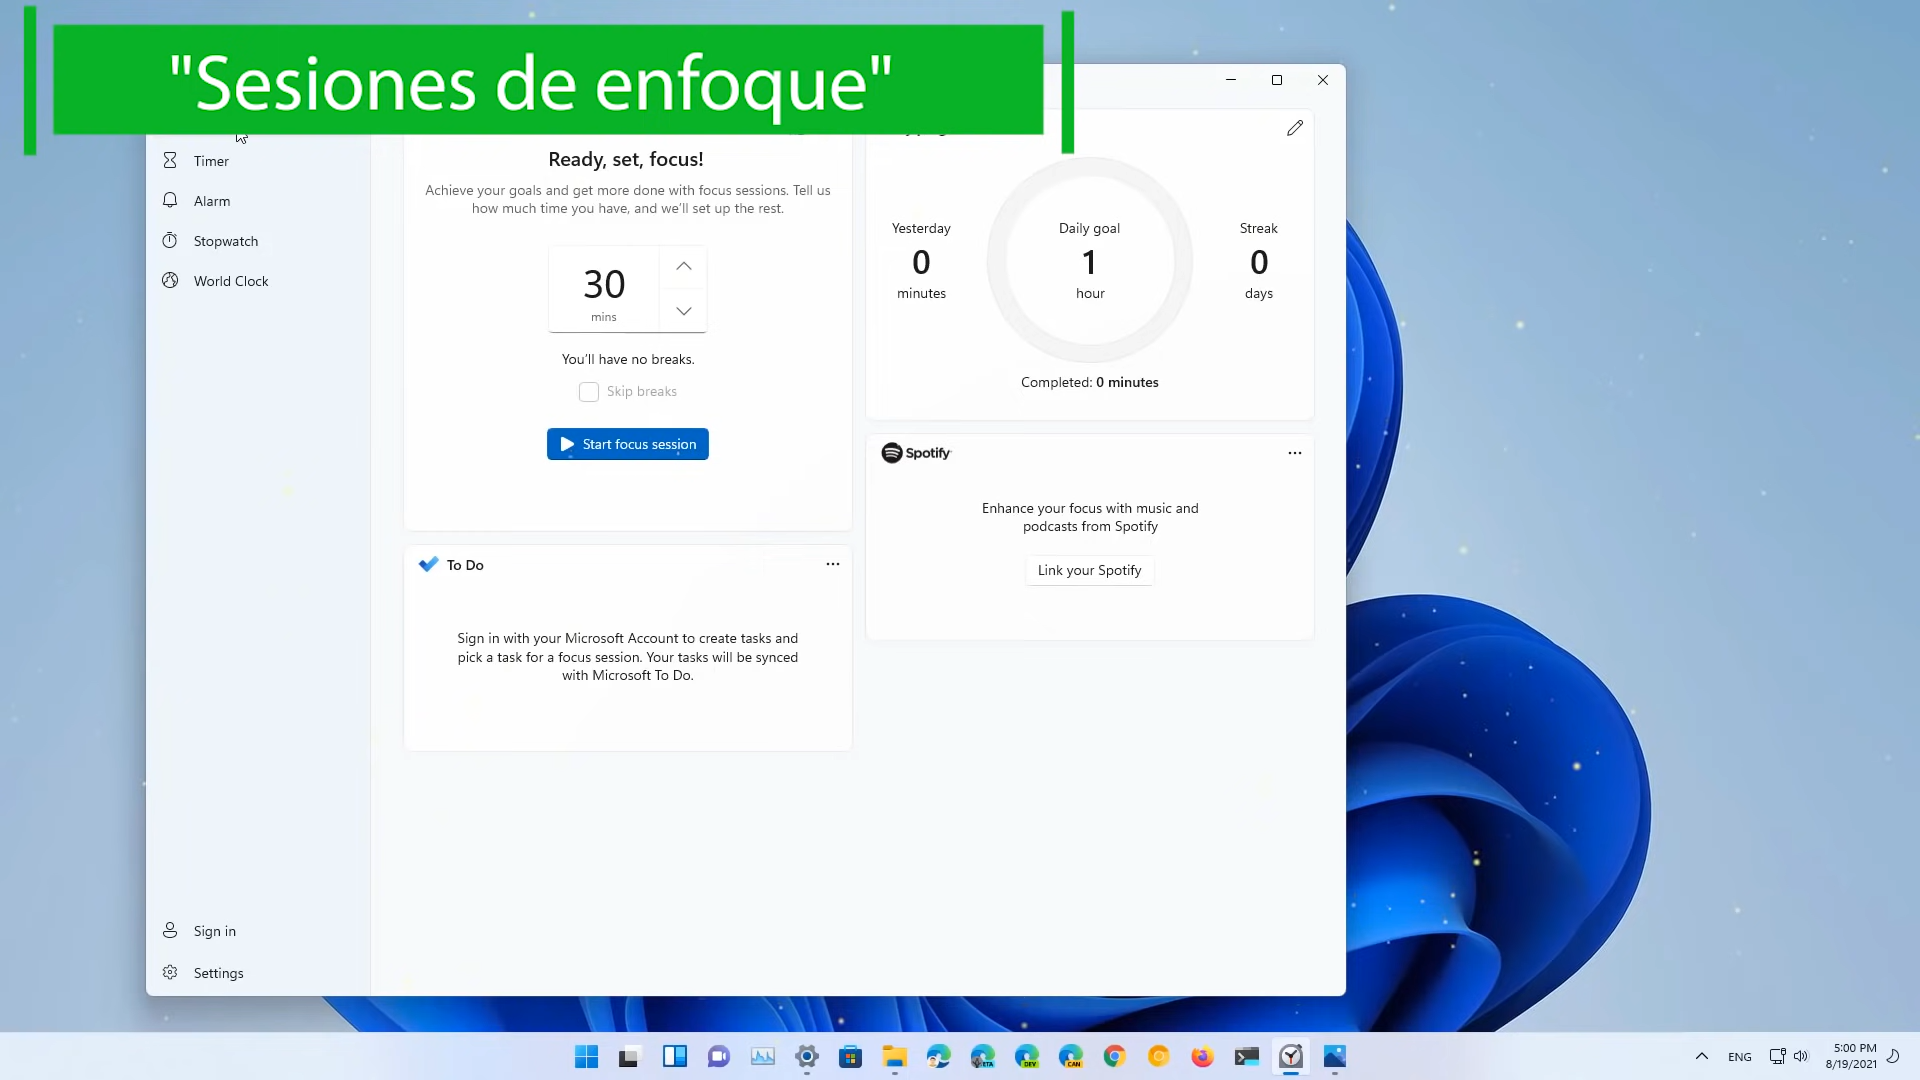 "Sesiones de enfoque"
Timer
Alarm
Stopwatch
World Clock
Sign in
Settings
Ready, set, focus!
Achieve your goals and get more done with focus sessions. Tell us
how much time you have, and we'll set up the rest.
30
mins
You'll have no breaks.
Skip breaks
Start focus session
To Do
Sign in with your Microsoft Account to create tasks and
pick a task for a focus session. Your tasks will be synced
with Microsoft To Do.
Yesterday
0
minutes
Daily goal
1
hour
Streak
0
days
Completed: 0 minutes
Spotify
Enhance your focus with music and
podcasts from Spotify
Link your Spotify
BETA
DEV
CAN
ENG
5:00 PM
8/19/2021